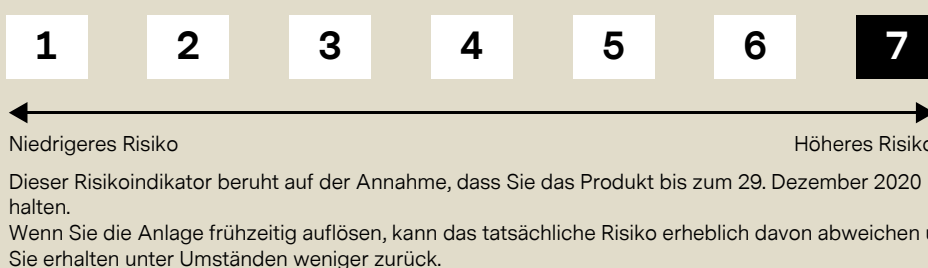 1 2 3 4 5 6 7
Niedrigeres Risiko Höheres Risiko
Dieser Risikoindikator beruht auf der Annahme, dass Sie das Produkt bis zum 29. Dezember 2020
halten.
Wenn Sie die Anlage frühzeitig auflösen, kann das tatsächliche Risiko erheblich davon abweichen
Sie erhalten unter Umständen weniger zurück.